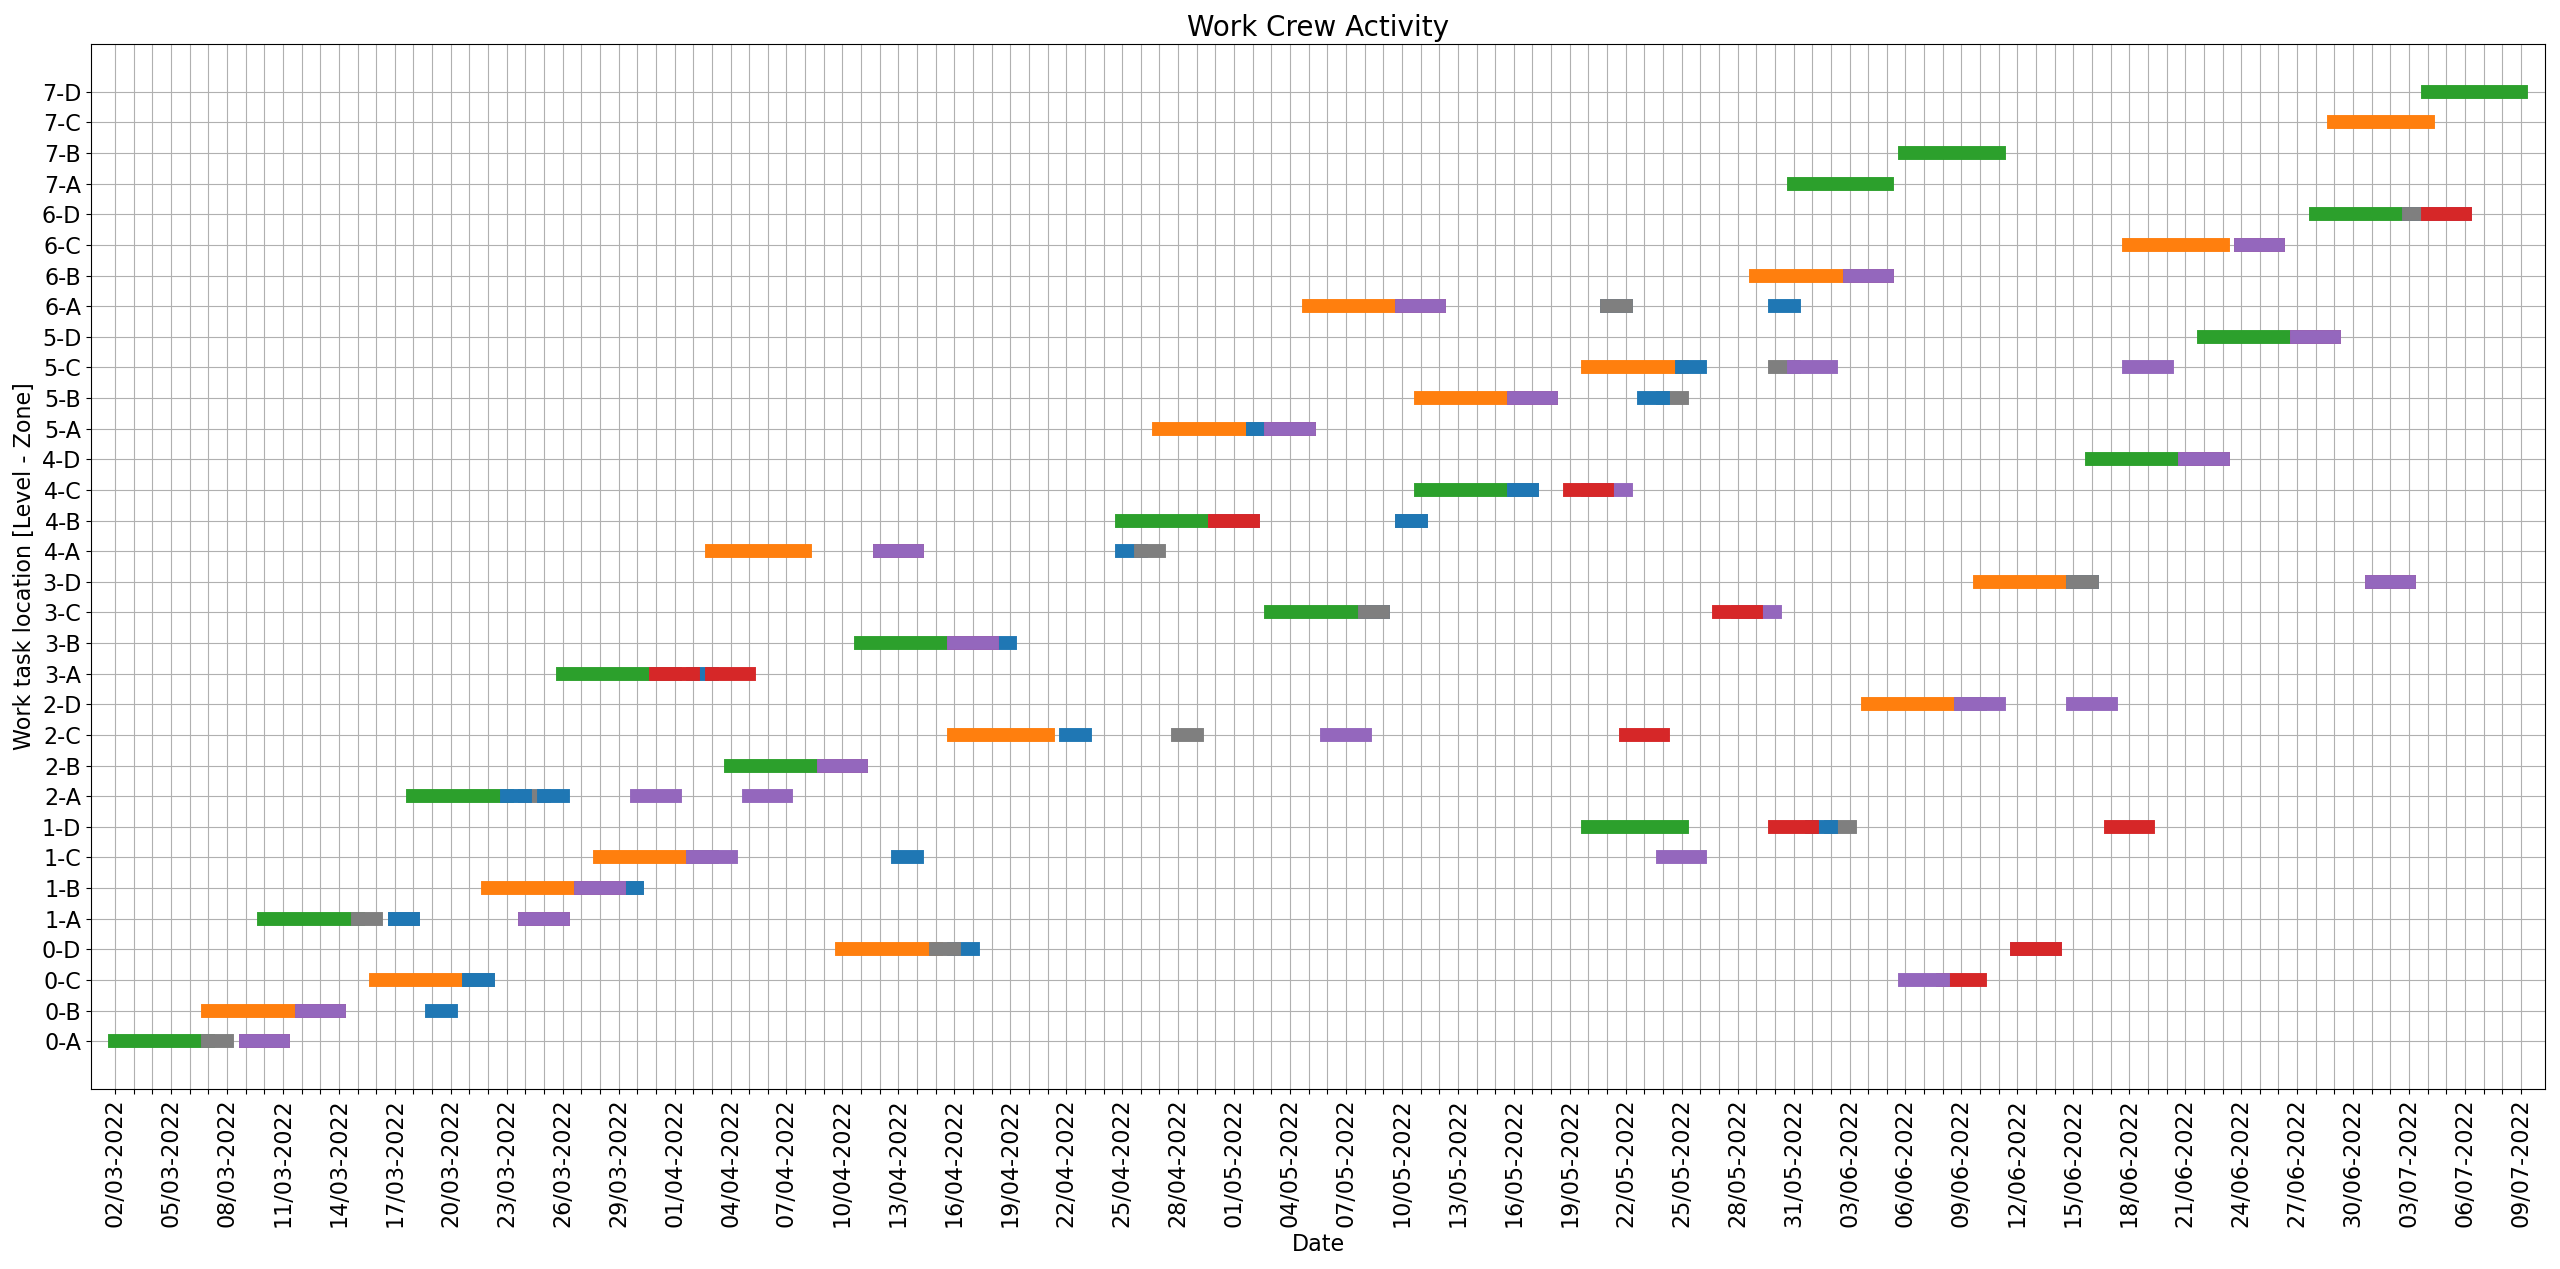 Work Crew Activity
Work task location [Level - Zone]
7-D
7-C
7-B
7-A
6-D
6-C
6-B
6-A
5-D
5-C
5-B
5-A
4-D
4-C
4-B
4-A
3-D
3-C
3-B
3-A
2-D
2-C
2-B
2-A
1-D
1-C
1-B
1-A
0-D
0-C
0-B
0-A
02/03-2022
05/03-2022
08/03-2022
11/03-2022
14/03-2022
17/03-2022
20/03-2022
23/03-2022
26/03-2022
29/03-2022
01/04-2022
04/04-2022
07/04-2022
10/04-2022
13/04-2022
16/04-2022
19/04-2022
22/04-2022
25/04-2022
28/04-2022
01/05-2022
04/05-2022
07/05-2022
10/05-2022
13/05-2022
16/05-2022
19/05-2022
22/05-2022
25/05-2022
28/05-2022
31/05-2022
03/06-2022
06/06-2022
09/06-2022
12/06-2022
15/06-2022
18/06-2022
21/06-2022
24/06-2022
27/06-2022
30/06-2022
03/07-2022
06/07-2022
09/07-2022
Date